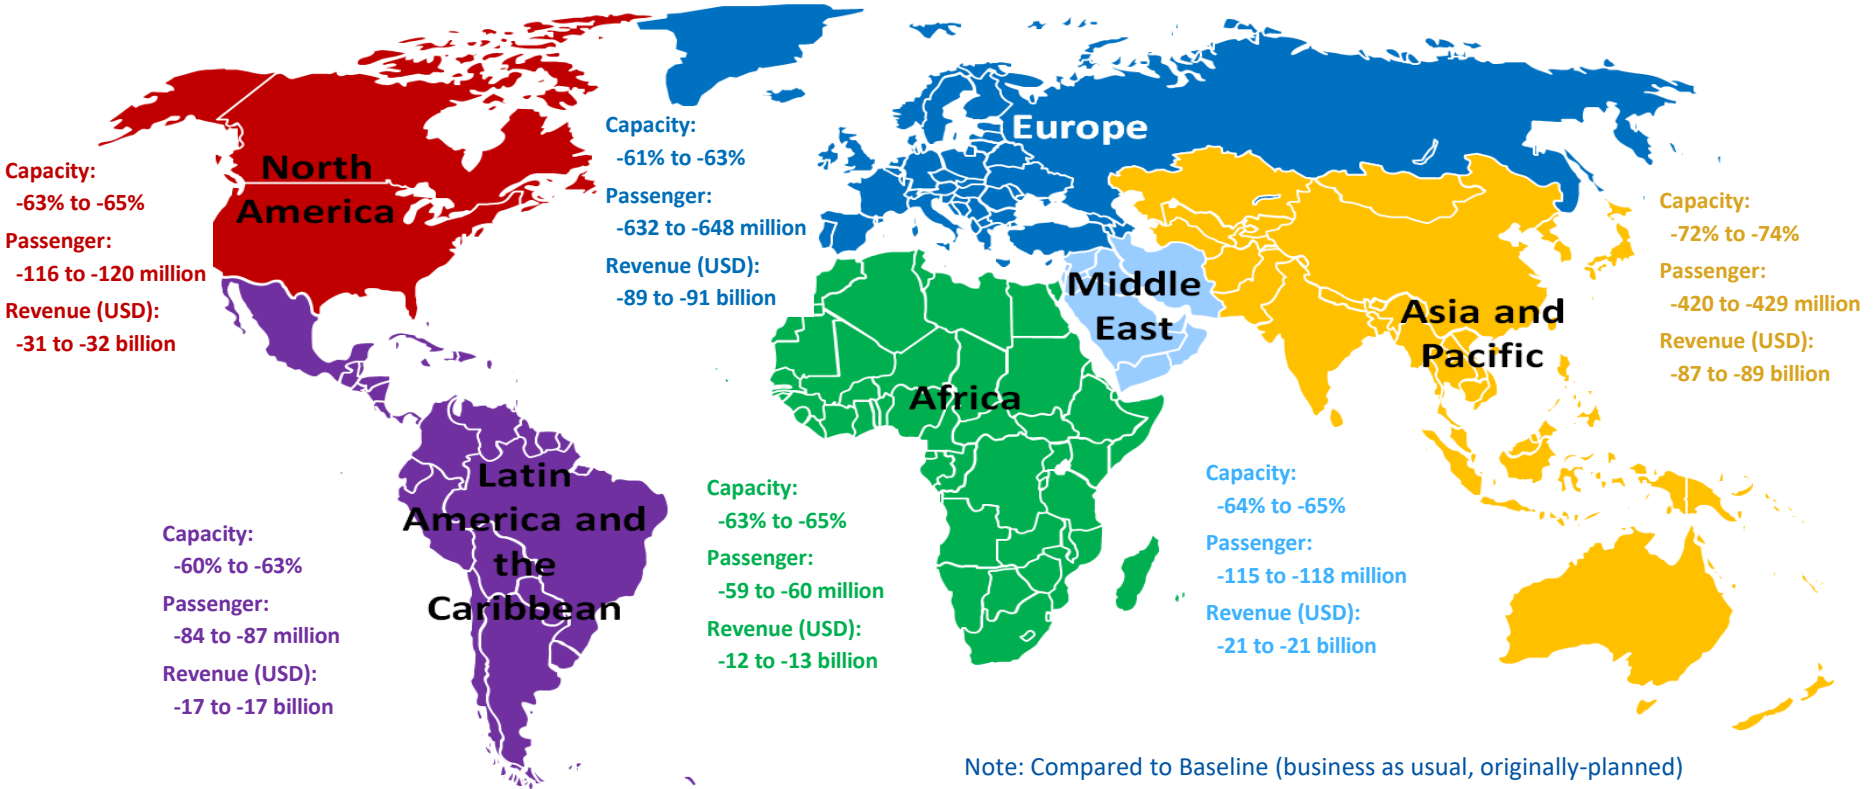 North
America
Capacity:
-63% to -65%
Passenger:
-116 to -120 million
Revenue (USD):
-31 to -32 billion
Europe
Capacity:
-61% to -63%
Passenger:
-632 to -648 million
Revenue (USD):
-89 to -91 billion
Middle
East
Asia and
Pacific
Capacity:
-72% to -74%
Passenger:
-420 to -429 million
Revenue (USD):
-87 to -89 billion
Africa
Latin
America and
the
Caribbean
Capacity:
-60% to -63%
Passenger:
-84 to -87 million
Revenue (USD):
-17 to -17 billion
Capacity:
-63% to -65%
Passenger:
-59 to -60 million
Revenue (USD):
-12 to -13 billion
Capacity:
-64% to -65%
Passenger:
-115 to -118 million
Revenue (USD):
-21 to -21 billion
Note: Compared to Baseline (business as usual, originally-planned)